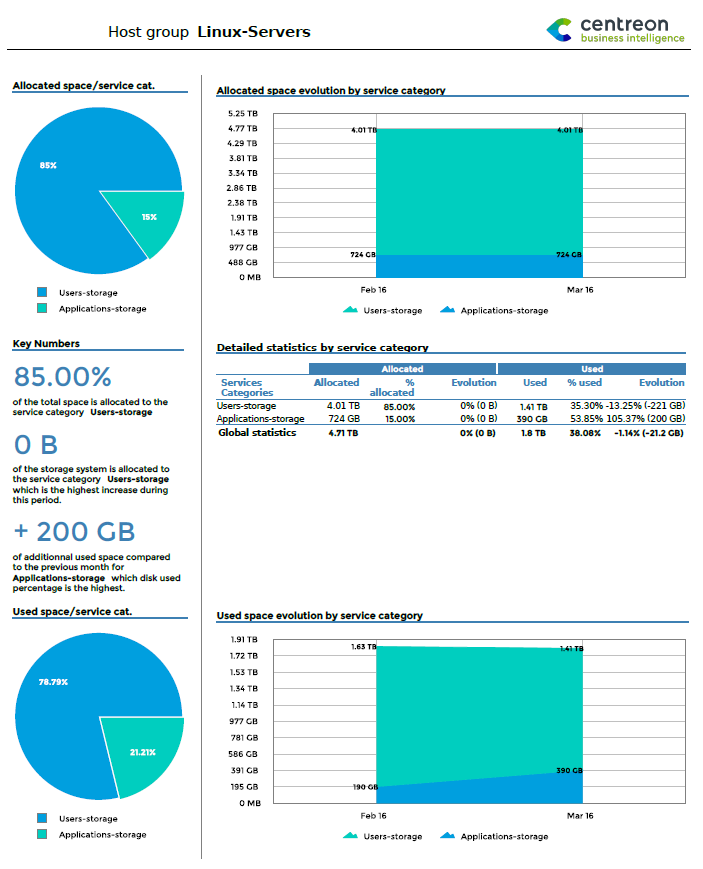 Host group Linux-Servers
centreon
business intelligence
Allocated space/service cat.
85%
15%
Users-storage
Applications-storage
Key Numbers
85.00%
of the total space is allocated to the
service category Users-storage
0 B
of the storage system is allocated to
the service category Users-storage
which is the highest increase during
this period.
+ 200 GB
of additionnal used space compared
to the previous month for
Applications-storage which disk used
percentage is the highest.
Used space/service cat.
78.79%
21.21%
Users-storage
Applications-storage
Allocated space evolution by service category
5.25 TB
4.77 TB
4.29 TB
3.81 TB
3.34 TB
2.86 TB
2.38 TB
1.91 TB
1.43 TB
977 GB
488 GB
0 MB
4.01 TB
4.01 TB
724 GB
724 GB
Feb 16
Mar 16
Users-storage
Applications-storage
Detailed statistics by service category
Allocated Used
Services Categories Allocated % allocated Evolution Used % used Evolution
Users-storage 4.01 TB 85.00% 0% (0 B) 1.41 TB 35.30% -13.25% (-221 GB)
Applications-storage 724 GB 15.00% 0% (0 B) 390 GB 53.85% 105.37% (200 GB)
Global statistics 4.71 TB 0% (0 B) 1.8 TB 38.08% -1.14% (-21.2 GB)
Used space evolution by service category
1.91 TB
1.72 TB
1.53 TB
1.34 TB
1.14 TB
977 GB
781 GB
586 GB
391 GB
195 GB
0 MB
1.63 TB
1.41 TB
190 GB
390 GB
Feb 16
Mar 16
Users-storage
Applications-storage